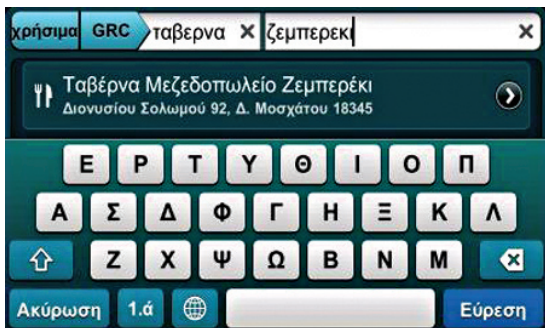 χρήσιμα GRC ταβερνα × ζεμπερεκι ×
Ταβέρνα Μεζεδοπωλείο Ζεμπερέκι
Διονυσίου Σολωμού 92, Δ. Μοσχάτου 18345
Ε Ρ Τ Υ Θ Ι Ο Π
Α Σ Δ Φ Γ Η Ξ Κ Λ
Ζ Χ Ψ Ω Β Ν Μ
Ακύρωση 1.ά Εύρεση